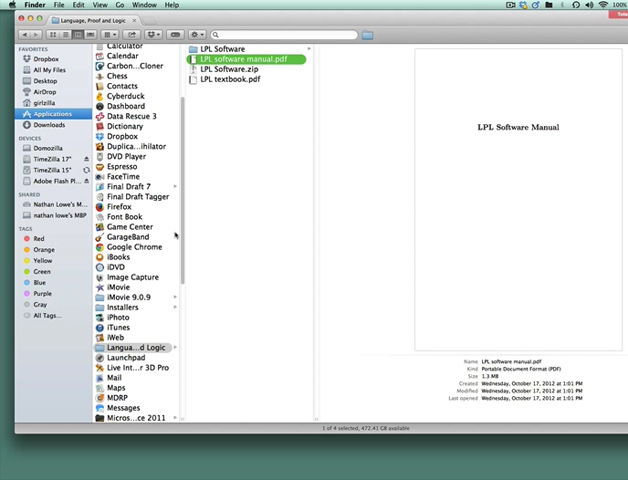 Finder File Edit View Go Window Help 100%
Language, Proof and Logic
FAVORITES
Dropbox
All My Files
Desktop
AirDrop
girlzilla
Applications
Downloads
DEVICES
Domozilla
TimeZilla 17"
TimeZilla 15"
Adobe Flash Pl...
SHARED
Nathan Lowe's M...
nathan lowe's MBP
TAGS
Red
Orange
Yellow
Green
Blue
Purple
Gray
All Tags...
Calculator
Calendar
Carbon...Cloner
Chess
Contacts
Cyberduck
Dashboard
Data Rescue 3
Dictionary
Dropbox
Duplica...ihilator
DVD Player
Espresso
FaceTime
Final Draft 7
Final Draft Tagger
Firefox
Font Book
Game Center
GarageBand
Google Chrome
iBooks
iDVD
Image Capture
iMovie
iMovie 9.0.9
Installers
iPhoto
iTunes
iWeb
Langua...d Logic
Launchpad
Live Int...r 3D Pro
Mail
Maps
MDRP
Messages
Micros...ce 2011
LPL Software
LPL software manual.pdf
LPL Software.zip
LPL textbook.pdf
LPL Software Manual
Name LPL software manual.pdf
Kind Portable Document Format (PDF)
Size 1.3 MB
Created Wednesday, October 17, 2012 at 1:01 PM
Modified Wednesday, October 17, 2012 at 1:01 PM
Last opened Wednesday, October 17, 2012 at 1:01 PM
1 of 4 selected, 472.41 GB available